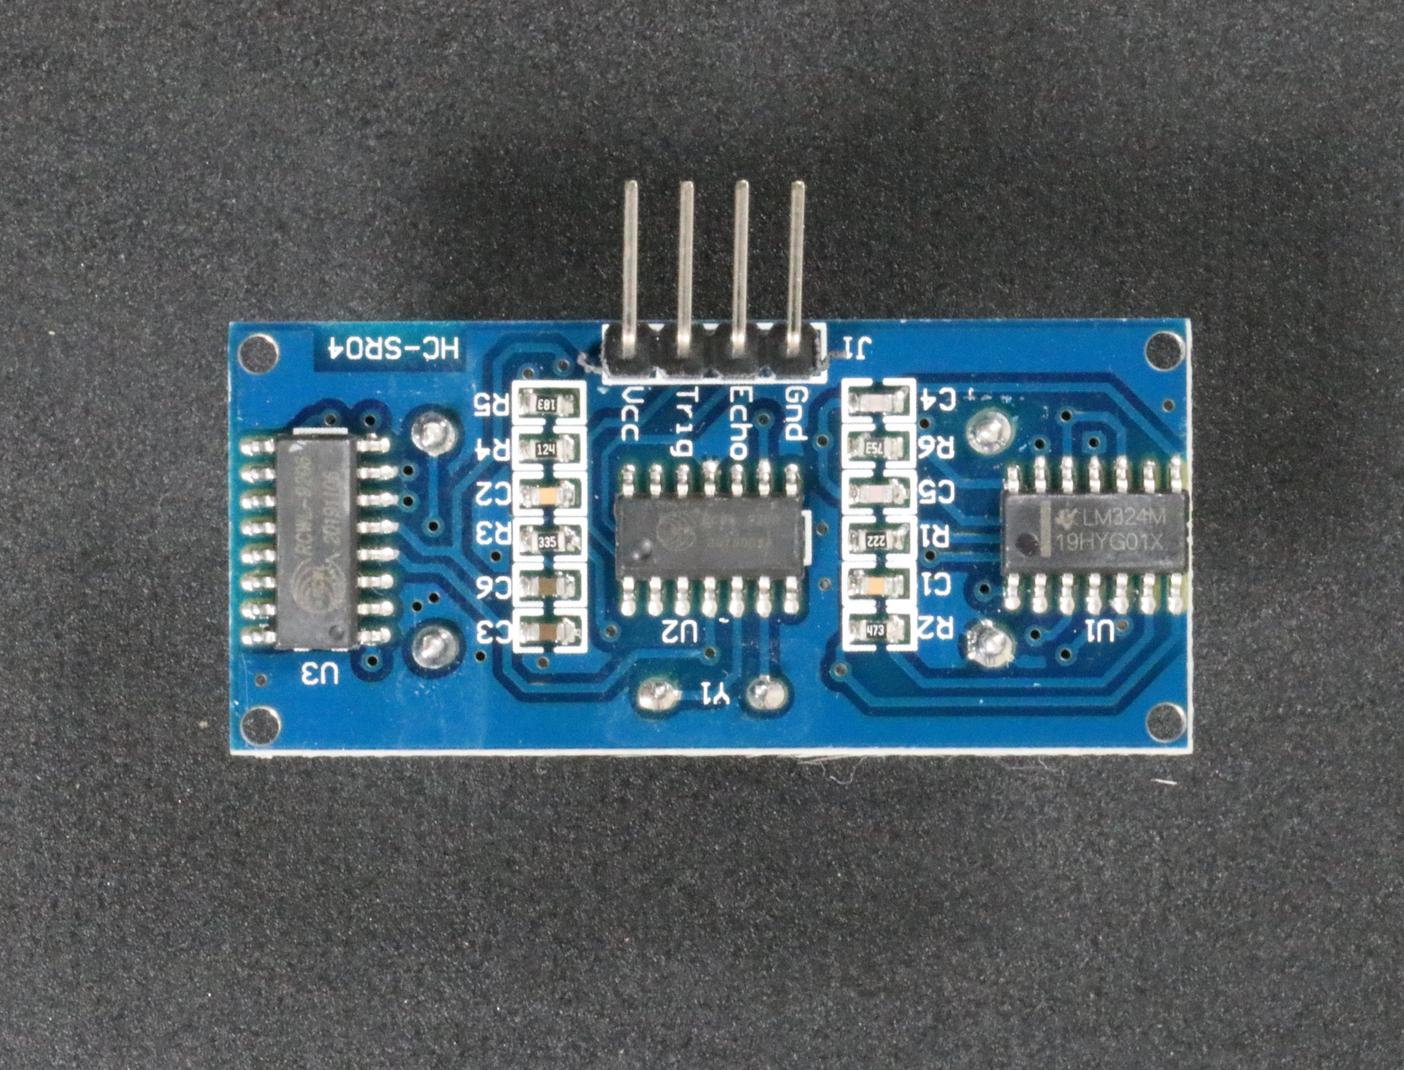 HC-SR04
J1
Vcc
Trig
Echo
Gnd
R5
183
R4
124
C2
R3
335
C6
C3
C4
R6
C5
R1
222
C1
R2
473
U2
Y1
U3
U1
LM324M
19HYG01X